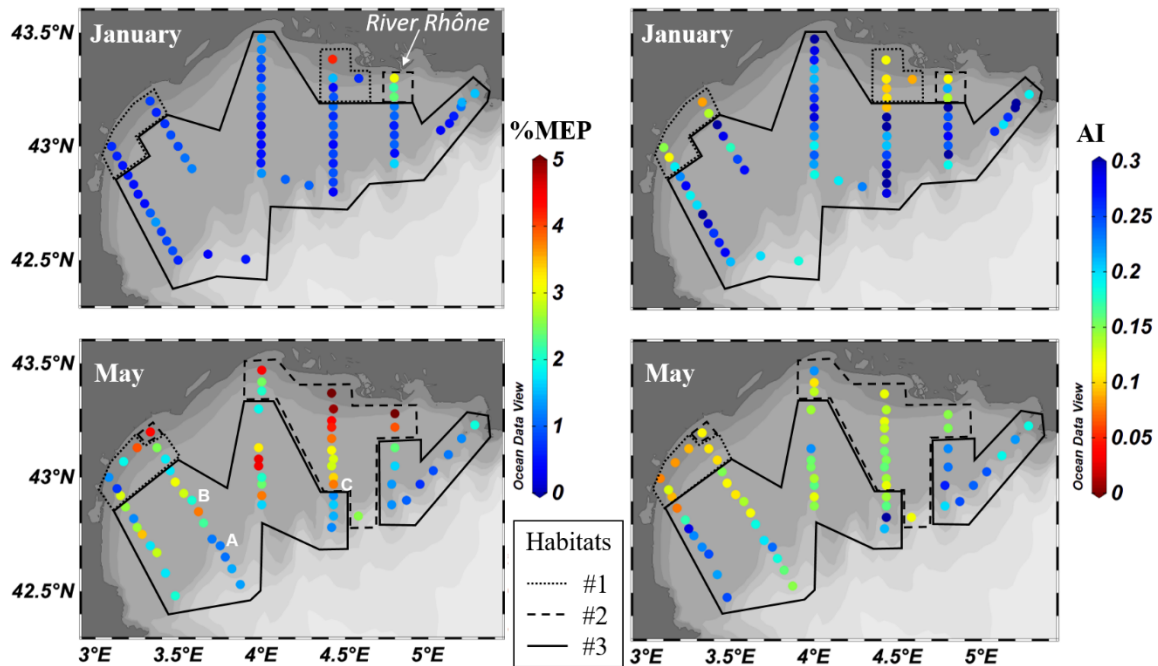 River Rhône
January
January
43.5°N
43°N
42.5°N
%MEP
5
4
3
2
1
0
Ocean Data View
AI
0.3
0.25
0.2
0.15
0.1
0.05
0
Ocean Data View
May
May
43.5°N
43°N
42.5°N
B
A
C
Habitats
#1
#2
#3
3°E 3.5°E 4°E 4.5°E 5°E
3°E 3.5°E 4°E 4.5°E 5°E